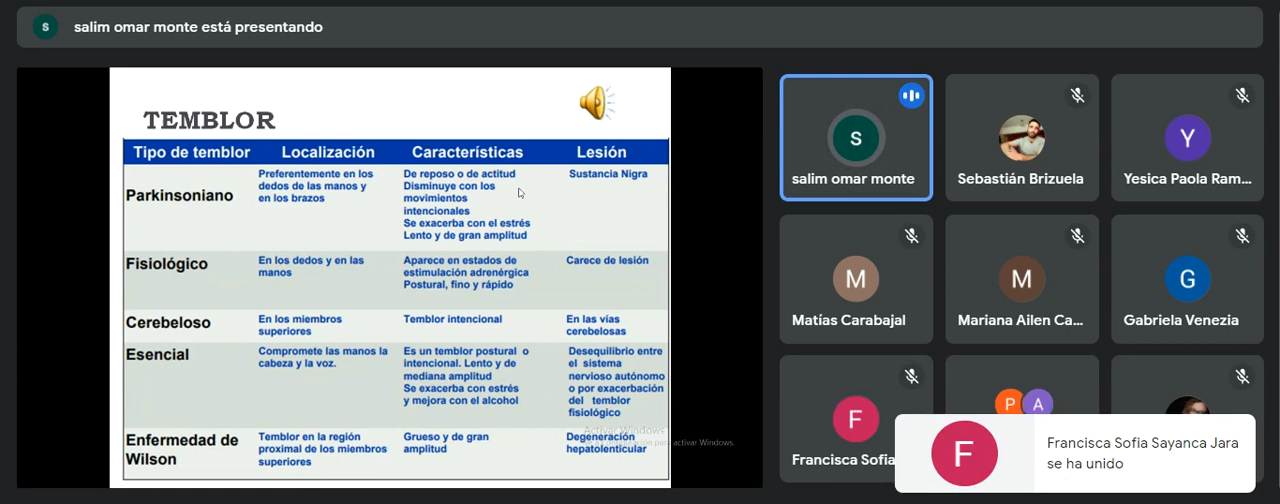 S salim omar monte está presentando
TEMBLOR
Tipo de temblor Localización Características Lesión
Parkinsoniano
Preferentemente en los
dedos de las manos y
en los brazos
De reposo o de actitud
Disminuye con los
movimientos
intencionales
Se exacerba con el estrés
Lento y de gran amplitud
Sustancia Nigra
Fisiológico
En los dedos y en las
manos
Aparece en estados de
estimulación adrenérgica
Postural, fino y rápido
Carece de lesión
Cerebeloso
En los miembros
superiores
Temblor intencional
En las vías
cerebelosas
Esencial
Compromete las manos la
cabeza y la voz.
Es un temblor postural o
intencional. Lento y de
mediana amplitud
Se exacerba con estrés
y mejora con el alcohol
Desequilibrio entre
el sistema
nervioso autónomo
o por exacerbación
del temblor
fisiológico
Enfermedad de
Wilson
Temblor en la región
proximal de los miembros
superiores
Grueso y de gran
amplitud
Degeneración
hepatolenticular
Activar Windows
para activar Windows.
S
salim omar monte
Sebastián Brizuela
Y
Yesica Paola Ram...
M
Matías Carabajal
M
Mariana Ailen Ca...
G
Gabriela Venezia
F
Francisca Sofia
P A
F
Francisca Sofia Sayanca Jara
se ha unido